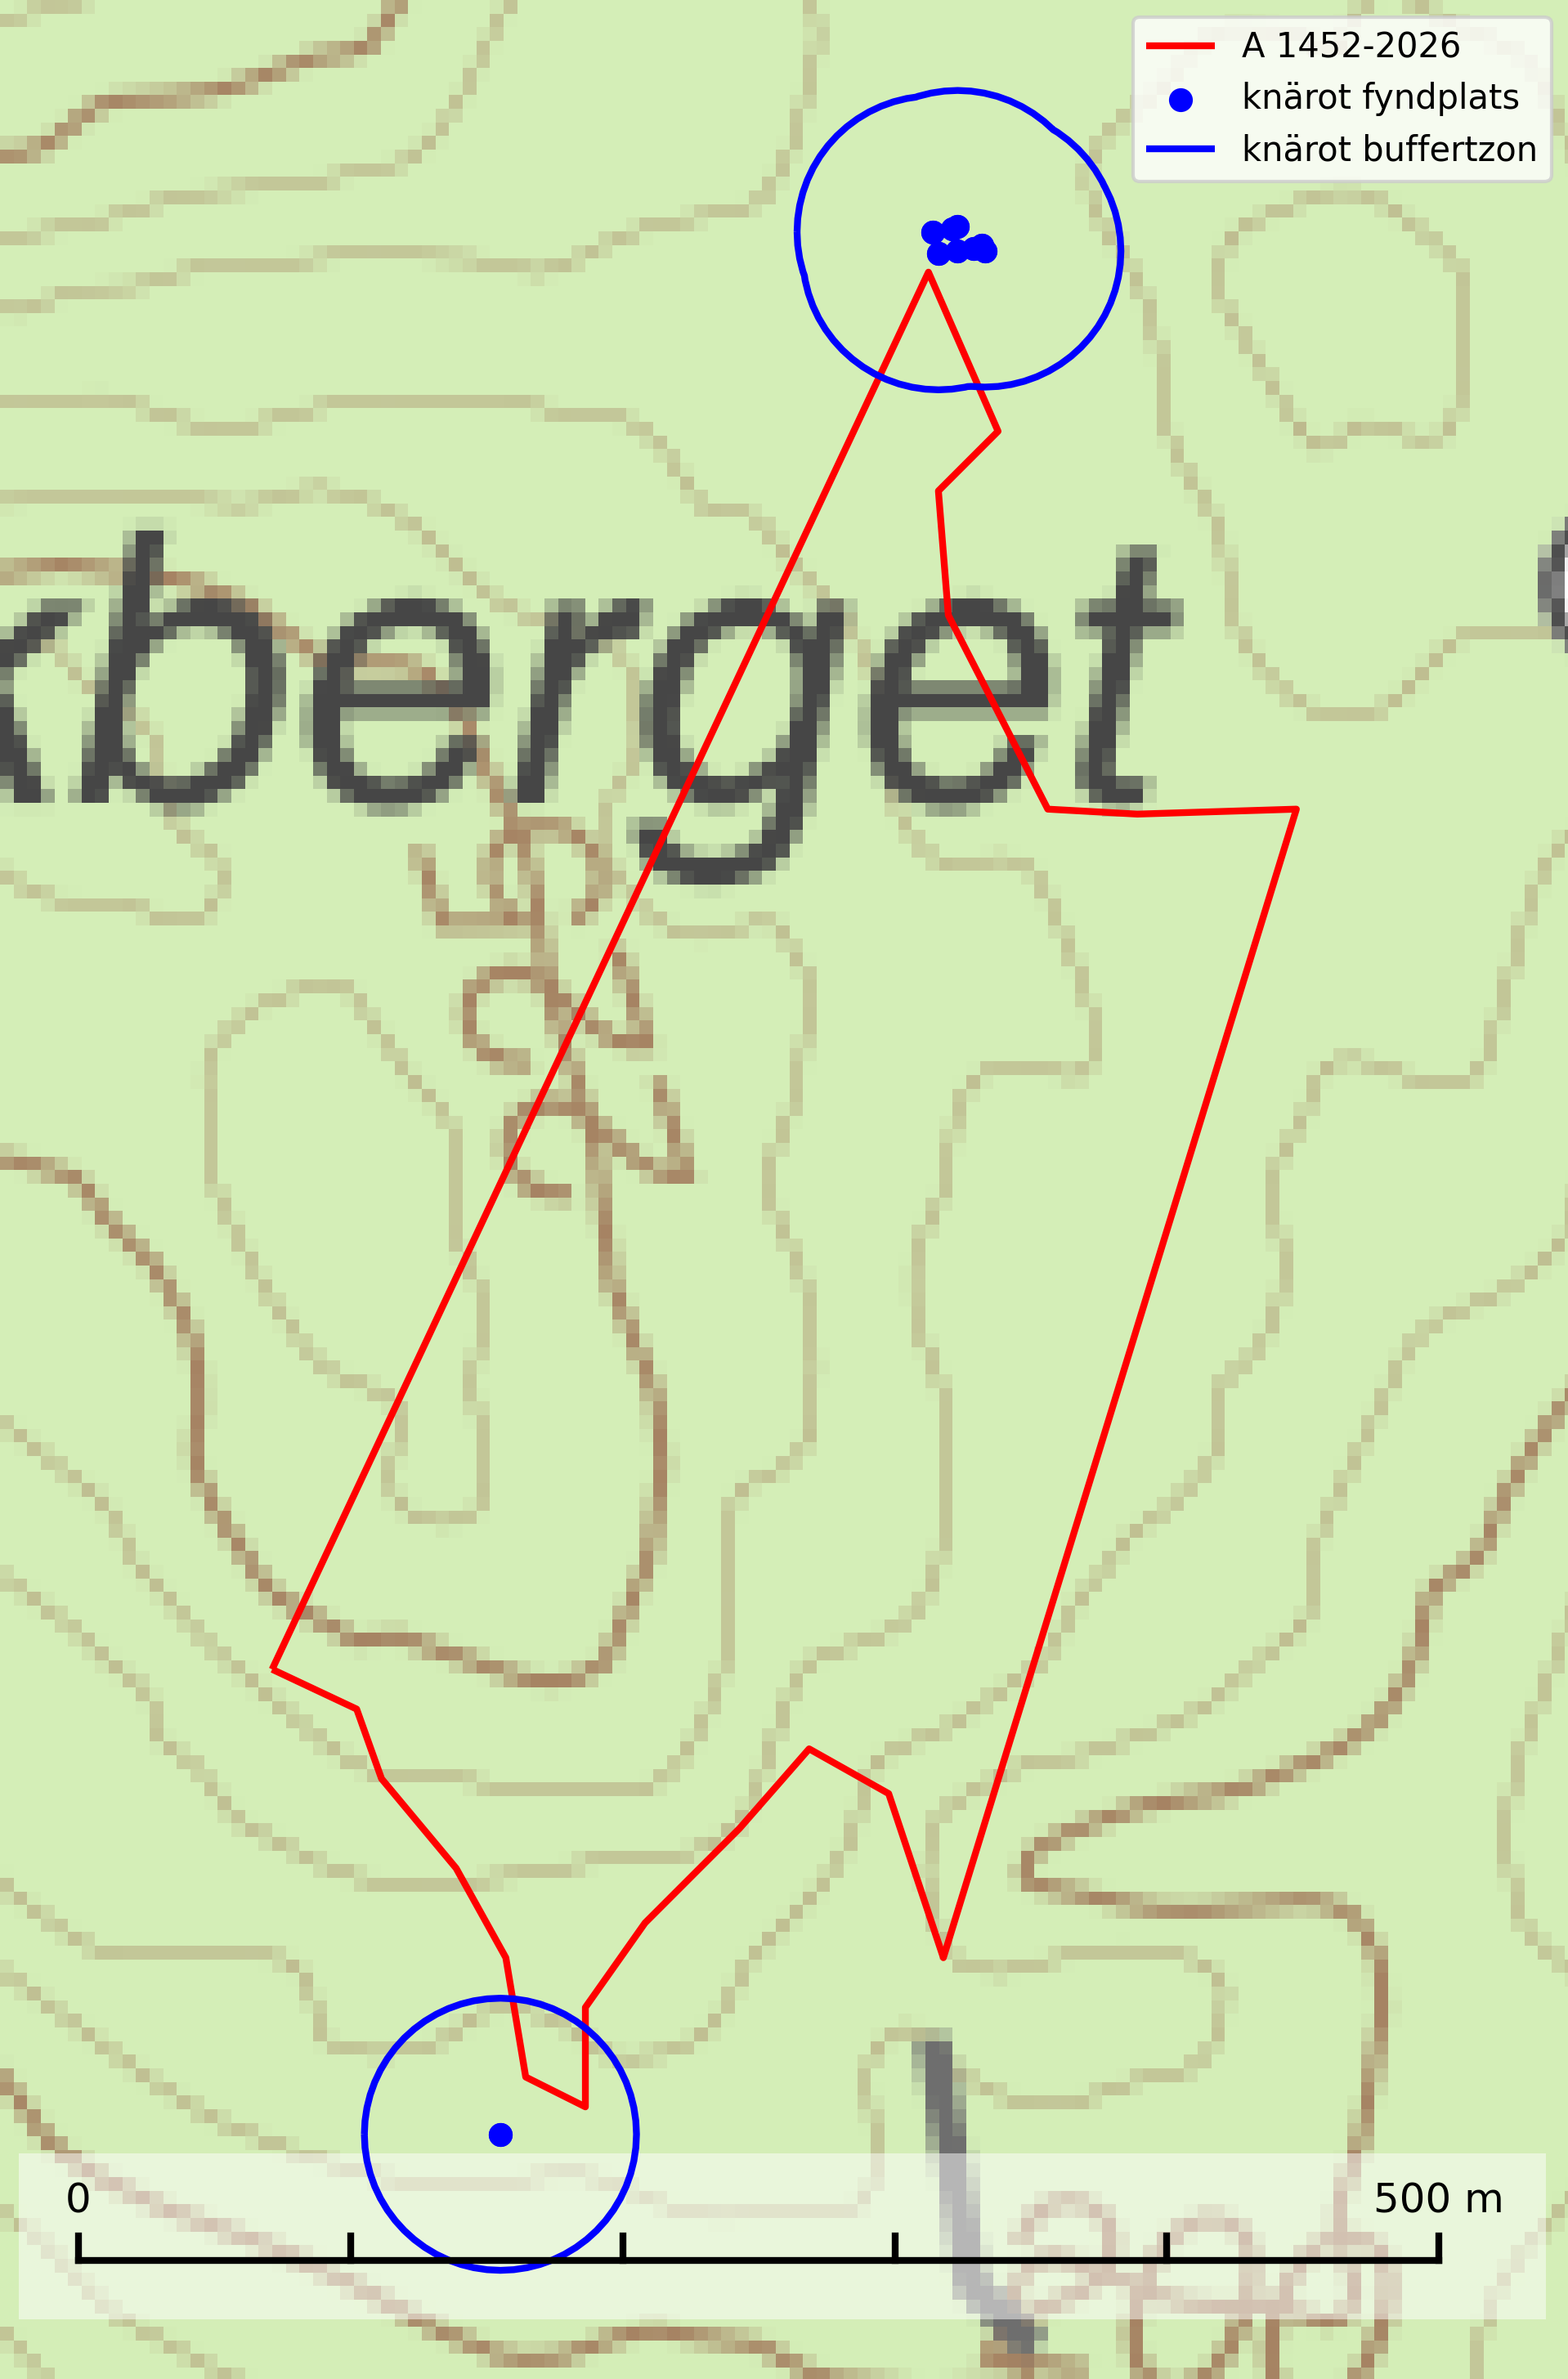 A 1452-2026
knärot fyndplats
knärot buffertzon
rberget
0
500 m